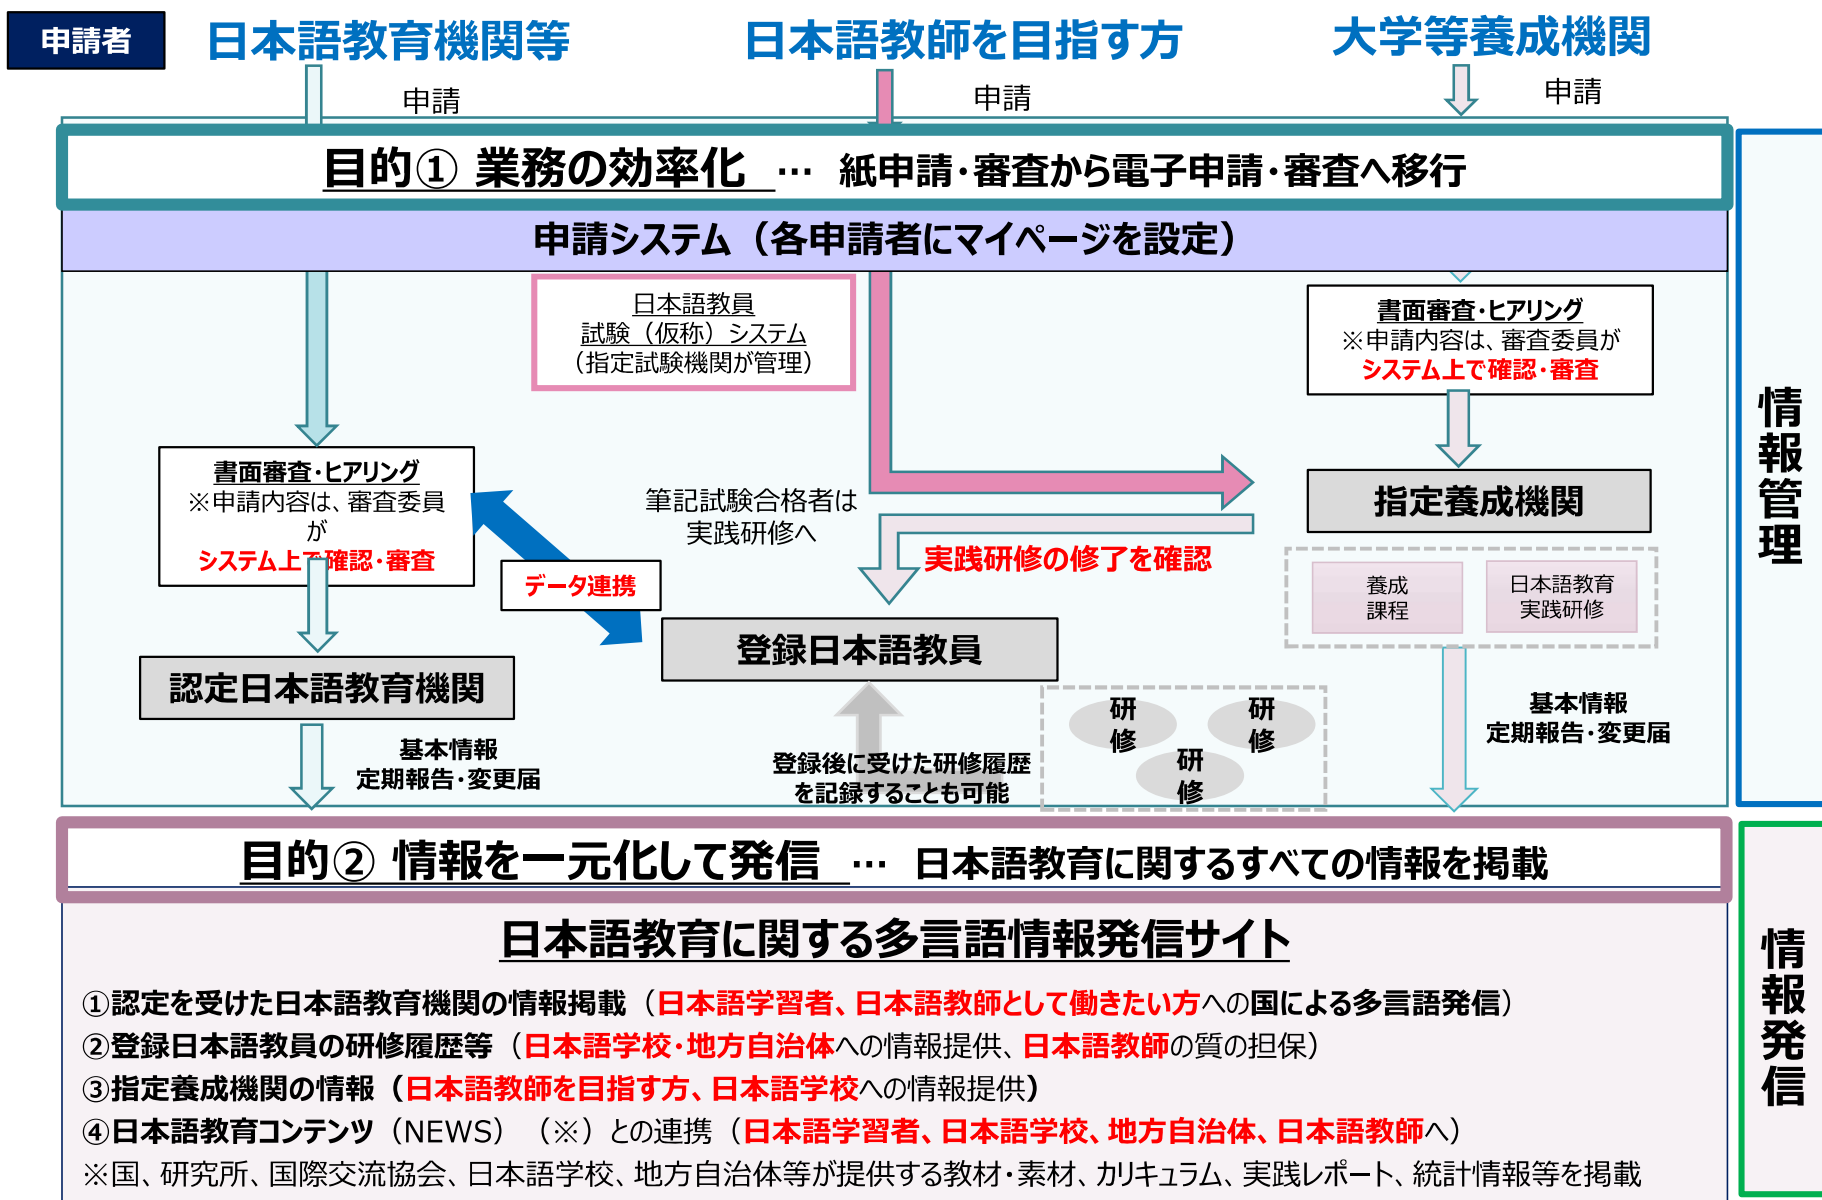 申請者
日本語教育機関等
日本語教師を目指す方
大学等養成機関
申請
申請
申請
目的① 業務の効率化 … 紙申請・審査から電子申請・審査へ移行
申請システム（各申請者にマイページを設定）
日本語教員
試験（仮称）システム
（指定試験機関が管理）
書面審査・ヒアリング
※申請内容は、審査委員が
システム上で確認・審査
書面審査・ヒアリング
※申請内容は、審査委員
が
システム上で確認・審査
筆記試験合格者は
実践研修へ
指定養成機関
実践研修の修了を確認
データ連携
養成
課程
日本語教育
実践研修
登録日本語教員
認定日本語教育機関
基本情報
定期報告・変更届
登録後に受けた研修履歴
を記録することも可能
研
修
研
修
研
修
基本情報
定期報告・変更届
情報管理
目的② 情報を一元化して発信 … 日本語教育に関するすべての情報を掲載
日本語教育に関する多言語情報発信サイト
①認定を受けた日本語教育機関の情報掲載（日本語学習者、日本語教師として働きたい方への国による多言語発信）
②登録日本語教員の研修履歴等（日本語学校・地方自治体への情報提供、日本語教師の質の担保）
③指定養成機関の情報（日本語教師を目指す方、日本語学校への情報提供）
④日本語教育コンテンツ（NEWS）（※）との連携（日本語学習者、日本語学校、地方自治体、日本語教師へ）
※国、研究所、国際交流協会、日本語学校、地方自治体等が提供する教材・素材、カリキュラム、実践レポート、統計情報等を掲載
情報発信